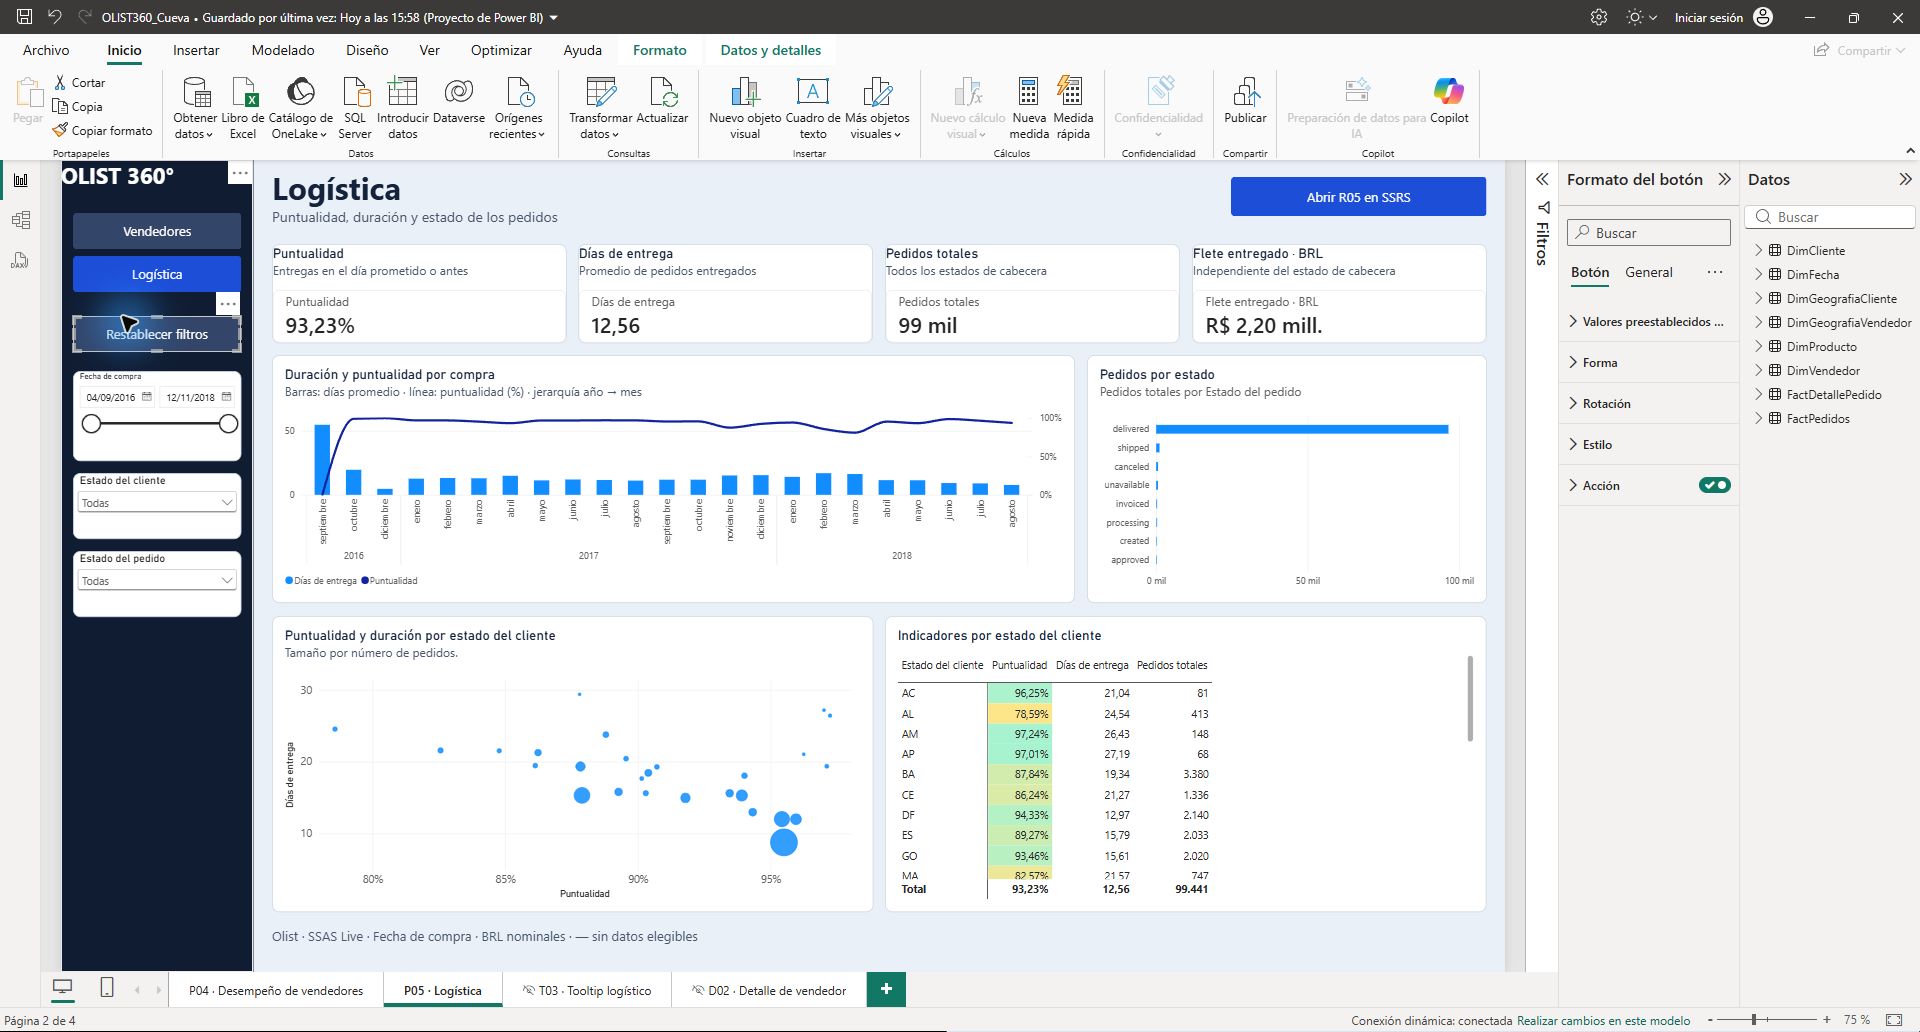 OLIST360_Cueva • Guardado por última vez: Hoy a las 15:58 (Proyecto de Power BI)
Iniciar sesión
Archivo
Inicio
Insertar
Modelado
Diseño
Ver
Optimizar
Ayuda
Formato
Datos y detalles
Compartir
Pegar
Cortar
Copia
Copiar formato
Portapapeles
Obtener datos
Libro de Excel
Catálogo de OneLake
SQL Server
Introducir datos
Dataverse
Orígenes recientes
Datos
Transformar datos
Actualizar
Consultas
Nuevo objeto visual
Cuadro de texto
Más objetos visuales
Insertar
Nuevo cálculo visual
Nueva medida
Medida rápida
Cálculos
Confidencialidad
Confidencialidad
Publicar
Compartir
Preparación de datos para IA
Copilot
Copilot
OLIST 360°
Vendedores
Logística
Restablecer filtros
Fecha de compra
04/09/2016
12/11/2018
Estado del cliente
Todas
Estado del pedido
Todas
Logística
Puntualidad, duración y estado de los pedidos
Abrir R05 en SSRS
Puntualidad
Entregas en el día prometido o antes
Puntualidad
93,23%
Días de entrega
Promedio de pedidos entregados
Días de entrega
12,56
Pedidos totales
Todos los estados de cabecera
Pedidos totales
99 mil
Flete entregado · BRL
Independiente del estado de cabecera
Flete entregado · BRL
R$ 2,20 mill.
Duración y puntualidad por compra
Barras: días promedio · línea: puntualidad (%) · jerarquía año → mes
50
0
100%
50%
0%
septiembre
octubre
diciembre
enero
febrero
marzo
abril
mayo
junio
julio
agosto
septiembre
octubre
noviembre
diciembre
enero
febrero
marzo
abril
mayo
junio
julio
agosto
2016
2017
2018
Días de entrega
Puntualidad
Pedidos por estado
Pedidos totales por Estado del pedido
delivered
shipped
canceled
unavailable
invoiced
processing
created
approved
0 mil
50 mil
100 mil
Puntualidad y duración por estado del cliente
Tamaño por número de pedidos.
Días de entrega
30
20
10
80%
85%
90%
95%
Puntualidad
Indicadores por estado del cliente
Estado del cliente Puntualidad Días de entrega Pedidos totales
AC 96,25% 21,04 81
AL 78,59% 24,54 413
AM 97,24% 26,43 148
AP 97,01% 27,19 68
BA 87,84% 19,34 3.380
CE 86,24% 21,27 1.336
DF 94,33% 12,97 2.140
ES 89,27% 15,79 2.033
GO 93,46% 15,61 2.020
MA 82,57% 21,57 747
Total 93,23% 12,56 99.441
Olist · SSAS Live · Fecha de compra · BRL nominales · — sin datos elegibles
Filtros
Formato del botón
Buscar
Botón
General
Valores preestablecidos ...
Forma
Rotación
Estilo
Acción
Datos
Buscar
DimCliente
DimFecha
DimGeografiaCliente
DimGeografiaVendedor
DimProducto
DimVendedor
FactDetallePedido
FactPedidos
P04 · Desempeño de vendedores
P05 · Logística
T03 · Tooltip logístico
D02 · Detalle de vendedor
Página 2 de 4
Conexión dinámica: conectada Realizar cambios en este modelo
75 %